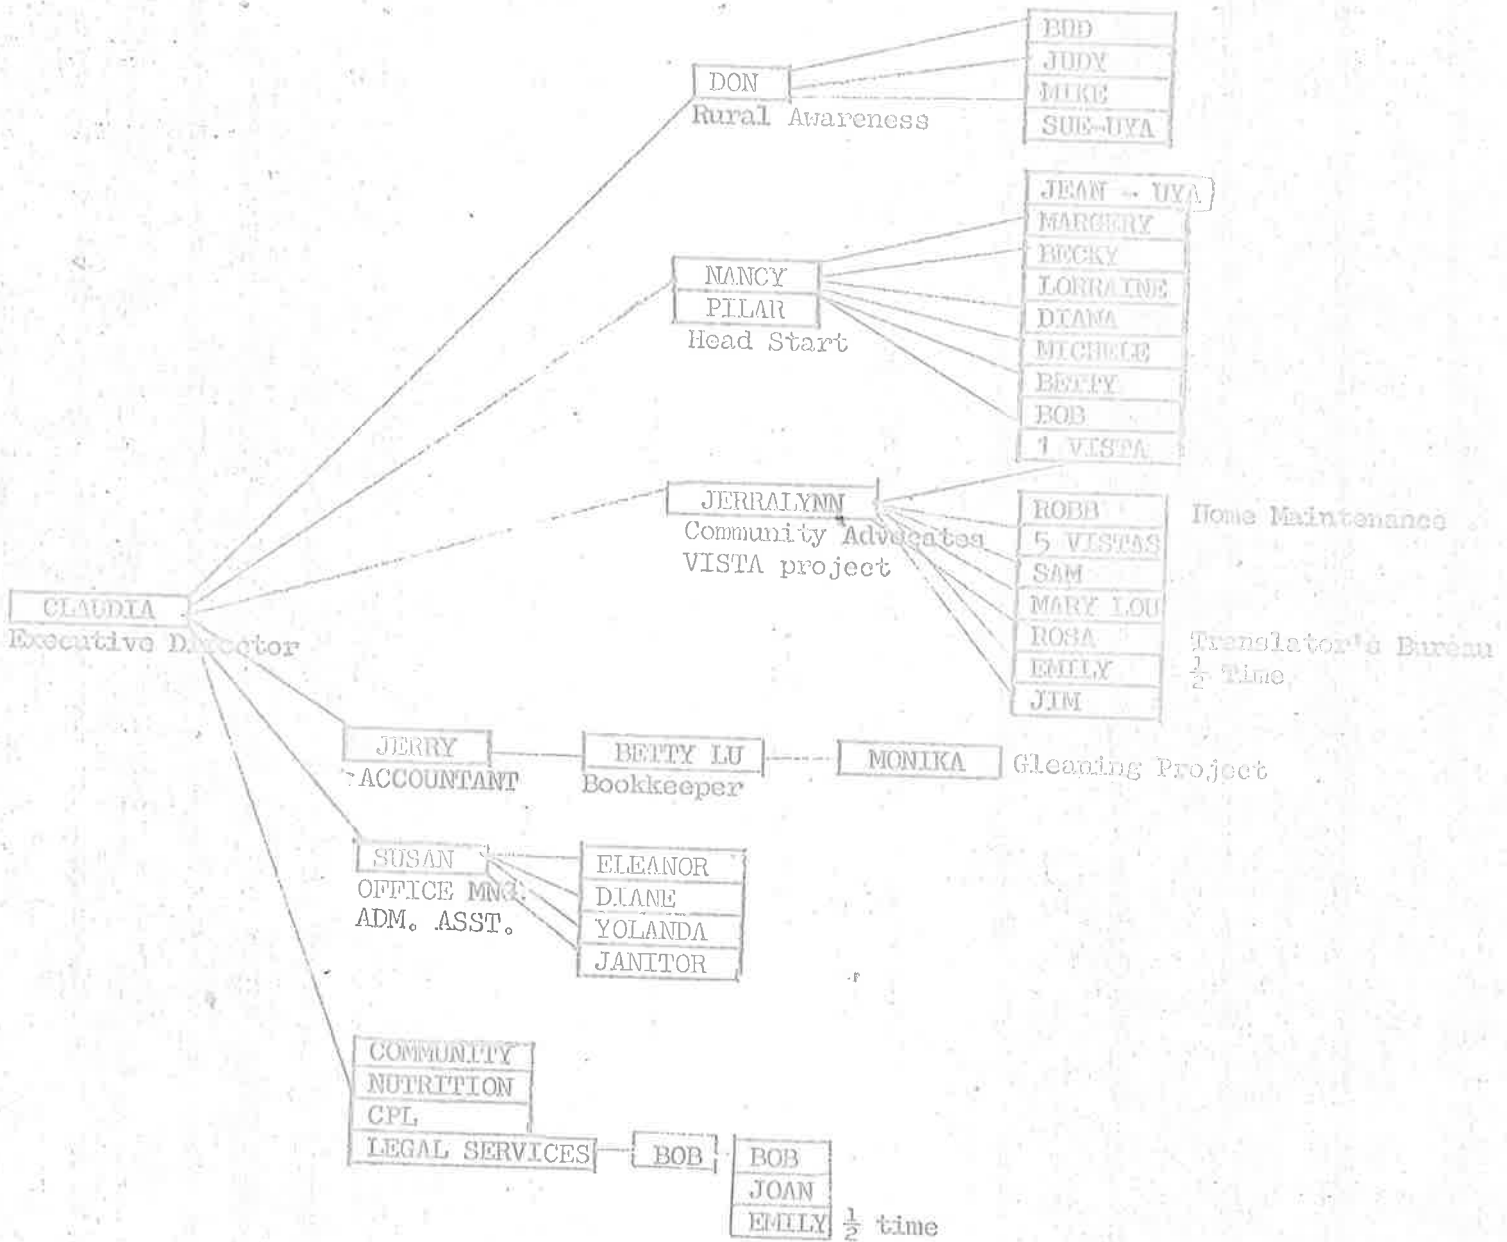 BUD
JUDY
MIKE
SUE-UYA
DON
Rural Awareness
JEAN - UYA
MARGERY
BECKY
LORRAINE
DIANA
MICHELE
BETTY
BOB
1 VISTA
NANCY
PILAR
Head Start
JERRALYNN
Community Advocates
VISTA project
ROBB Home Maintenance
5 VISTAS
SAM
MARY LOU
ROSA Translator's Bureau
EMILY ½ Time
JIM
CLAUDIA
Executive Director
JERRY
ACCOUNTANT
BETTY LU
Bookkeeper
MONIKA Gleaning Project
SUSAN
OFFICE MNG.
ADM. ASST.
ELEANOR
DIANE
YOLANDA
JANITOR
COMMUNITY
NUTRITION
CPL
LEGAL SERVICES
BOB
BOB
JOAN
EMILY ½ time